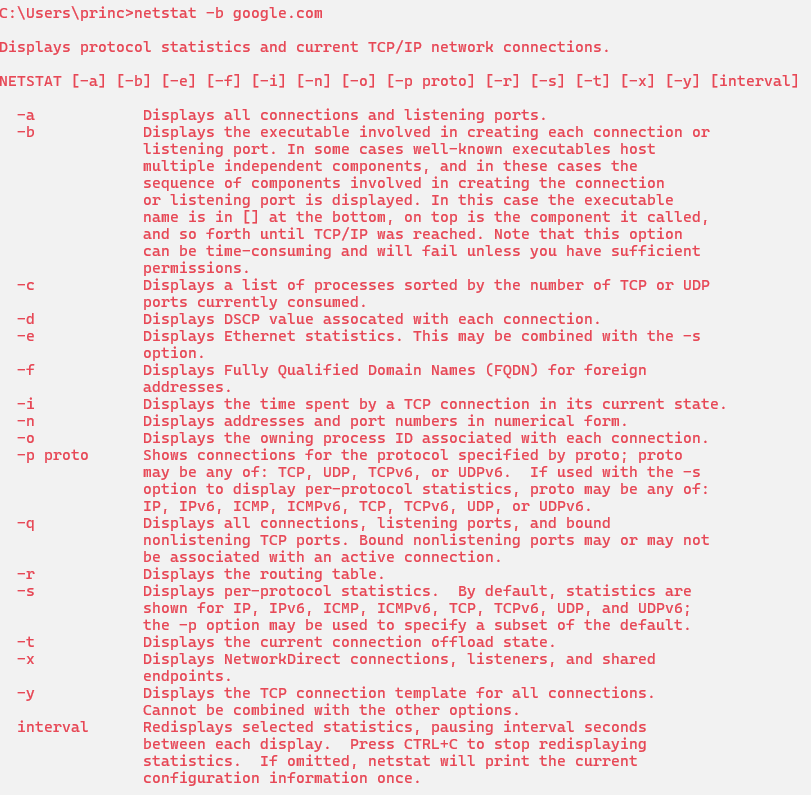 C:\Users\princ>netstat -b google.com
Displays protocol statistics and current TCP/IP network connections.
NETSTAT [-a] [-b] [-e] [-f] [-i] [-n] [-o] [-p proto] [-r] [-s] [-t] [-x] [-y] [interval]
-a            Displays all connections and listening ports.
-b            Displays the executable involved in creating each connection or
listening port. In some cases well-known executables host
multiple independent components, and in these cases the
sequence of components involved in creating the connection
or listening port is displayed. In this case the executable
name is in [] at the bottom, on top is the component it called,
and so forth until TCP/IP was reached. Note that this option
can be time-consuming and will fail unless you have sufficient
permissions.
-c            Displays a list of processes sorted by the number of TCP or UDP
ports currently consumed.
-d            Displays DSCP value assocated with each connection.
-e            Displays Ethernet statistics. This may be combined with the -s
option.
-f            Displays Fully Qualified Domain Names (FQDN) for foreign
addresses.
-i            Displays the time spent by a TCP connection in its current state.
-n            Displays addresses and port numbers in numerical form.
-o            Displays the owning process ID associated with each connection.
-p proto      Shows connections for the protocol specified by proto; proto
may be any of: TCP, UDP, TCPv6, or UDPv6.  If used with the -s
option to display per-protocol statistics, proto may be any of:
IP, IPv6, ICMP, ICMPv6, TCP, TCPv6, UDP, or UDPv6.
-q            Displays all connections, listening ports, and bound
nonlistening TCP ports. Bound nonlistening ports may or may not
be associated with an active connection.
-r            Displays the routing table.
-s            Displays per-protocol statistics.  By default, statistics are
shown for IP, IPv6, ICMP, ICMPv6, TCP, TCPv6, UDP, and UDPv6;
the -p option may be used to specify a subset of the default.
-t            Displays the current connection offload state.
-x            Displays NetworkDirect connections, listeners, and shared
endpoints.
-y            Displays the TCP connection template for all connections.
Cannot be combined with the other options.
interval      Redisplays selected statistics, pausing interval seconds
between each display.  Press CTRL+C to stop redisplaying
statistics.  If omitted, netstat will print the current
configuration information once.